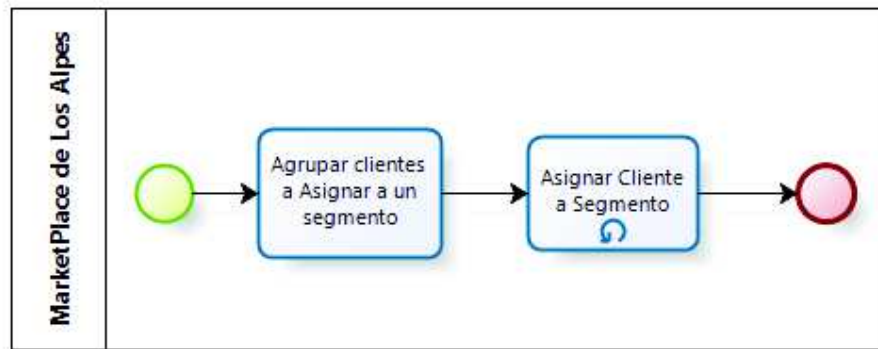 MarketPlace de Los Alpes
Agrupar clientes
a Asignar a un
segmento
Asignar Cliente
a Segmento